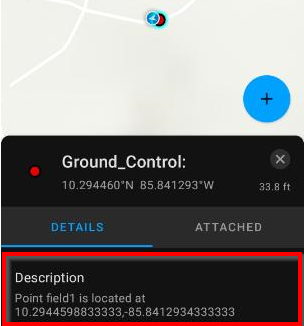 +
Ground_Control:
10.294460°N 85.841293°W
33.8 ft
DETAILS
ATTACHED
Description
Point field1 is located at
10.2944598833333,-85.8412934333333